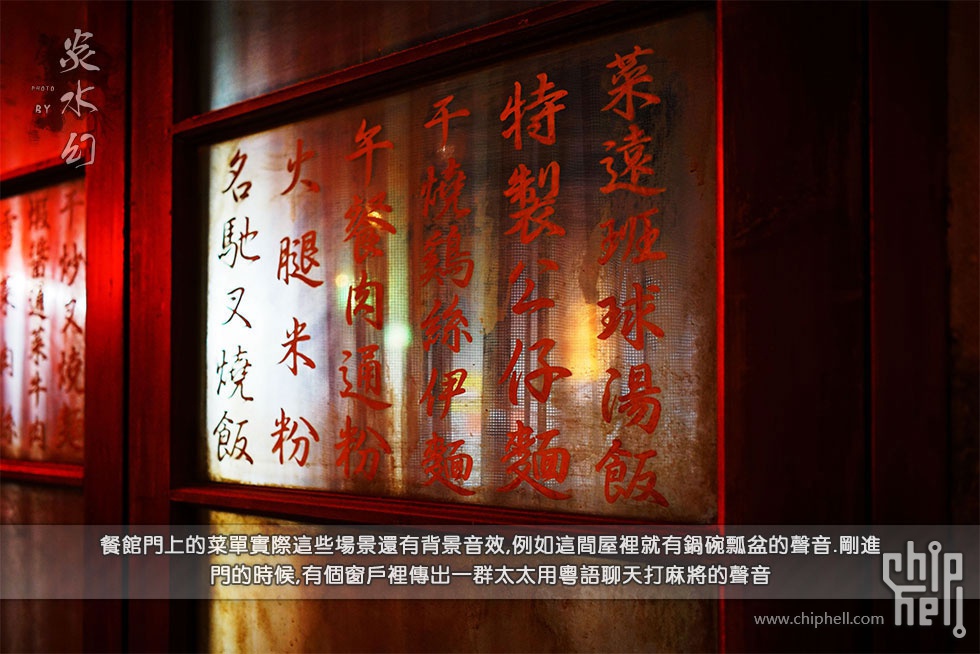 炎水幻
PHOTO
BY
菜遠班球湯飯
特製公仔麵
干燒鷄絲伊麵
午餐肉通粉
火腿米粉
名馳叉燒飯
干炒叉燒麵
通菜牛肉
餐館門上的菜單實際這些場景還有背景音效,例如這間屋裡就有鍋碗瓢盆的聲音.剛進
門的時候,有個窗戶裡傳出一群太太用粵語聊天打麻將的聲音
chip
hell
www.chiphell.com